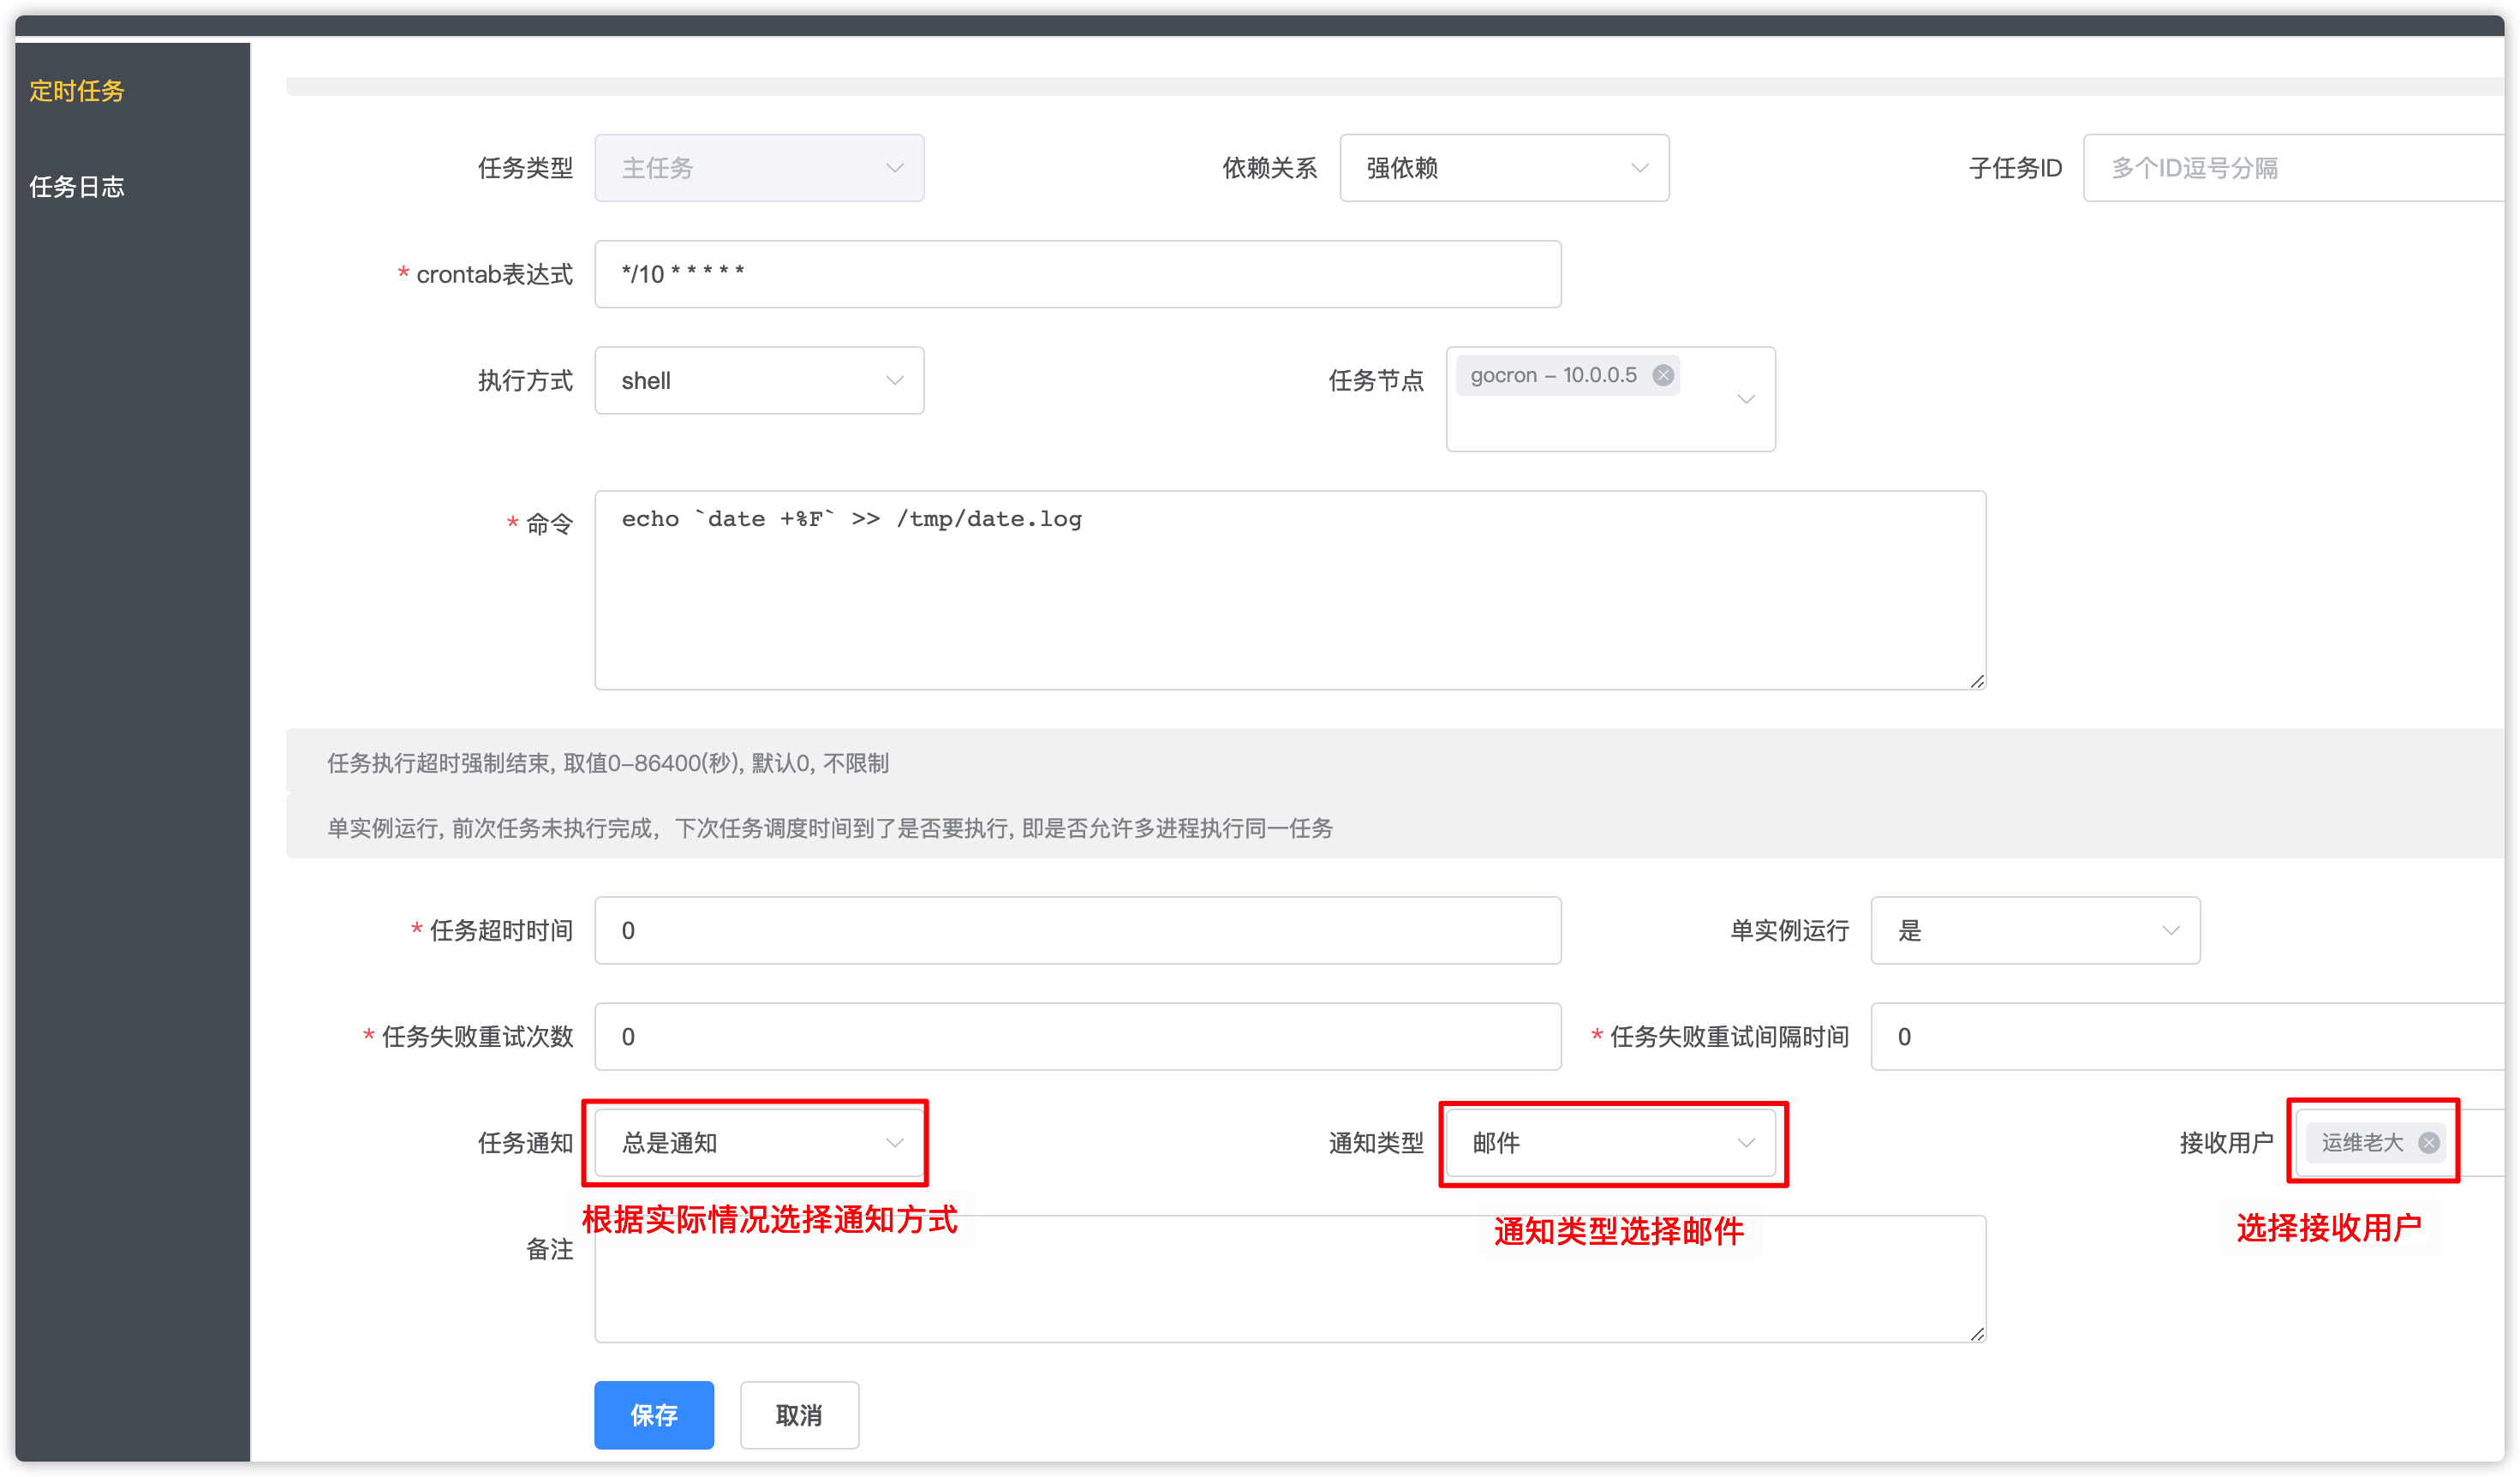 定时任务
任务日志
任务类型 主任务 依赖关系 强依赖 子任务ID 多个ID逗号分隔
* crontab表达式 */10 * * * * *
执行方式 shell 任务节点 gocron – 10.0.0.5
* 命令 echo `date +%F` >> /tmp/date.log
任务执行超时强制结束, 取值0-86400(秒), 默认0, 不限制
单实例运行, 前次任务未执行完成，下次任务调度时间到了是否要执行, 即是否允许多进程执行同一任务
* 任务超时时间 0 单实例运行 是
* 任务失败重试次数 0 * 任务失败重试间隔时间 0
任务通知 总是通知 通知类型 邮件 接收用户 运维老大
根据实际情况选择通知方式 通知类型选择邮件 选择接收用户
备注
保存 取消